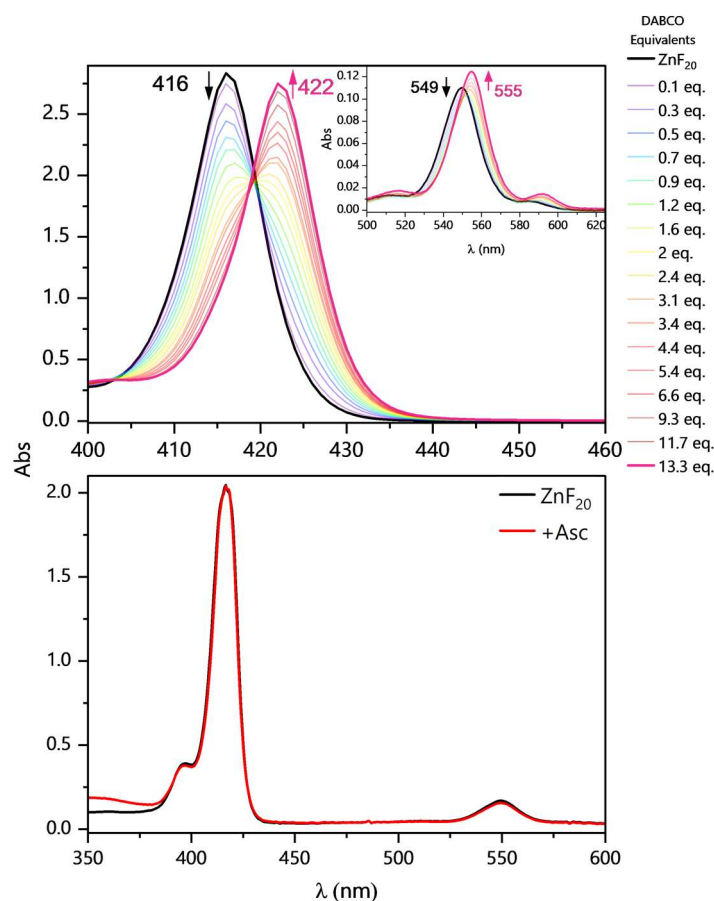 DABCO
Equivalents
ZnF20
0.1 eq.
0.3 eq.
0.5 eq.
0.7 eq.
0.9 eq.
1.2 eq.
1.6 eq.
2 eq.
2.4 eq.
3.1 eq.
3.4 eq.
4.4 eq.
5.4 eq.
6.6 eq.
9.3 eq.
11.7 eq.
13.3 eq.
416
422
2.5
2.0
1.5
1.0
0.5
0.0
400
410
420
430
440
450
460
549
555
0.12
0.10
0.08
0.06
0.04
0.02
0.00
Abs
500
520
540
560
580
600
620
λ (nm)
Abs
ZnF20
+Asc
2.0
1.5
1.0
0.5
0.0
350
400
450
500
550
600
λ (nm)